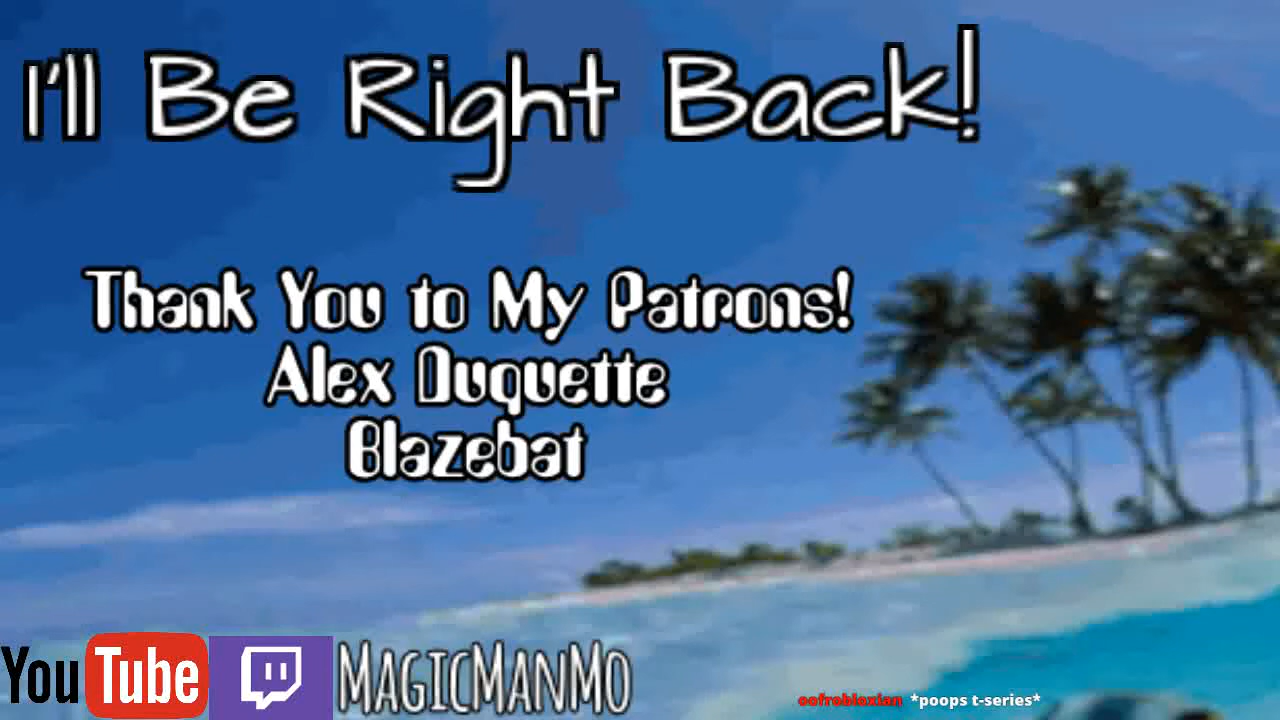 I'll Be Right Back!
Thank You to My Patrons!
Alex Duquette
Blazebat
YouTube MagicManMo
oofrobloxian *poops t-series*